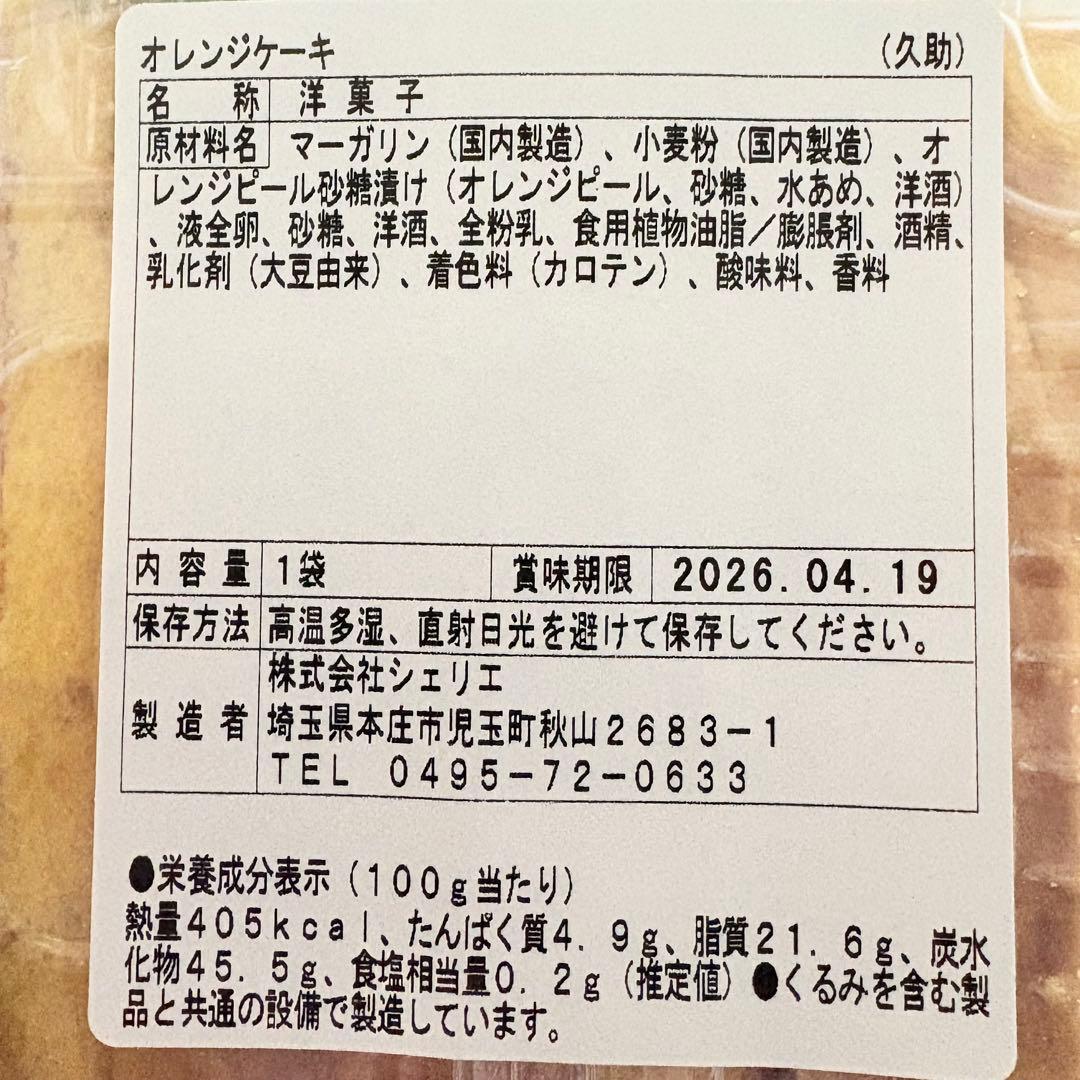 オレンジケーキ （久助）
名称 洋菓子
原材料名 マーガリン（国内製造）、小麦粉（国内製造）、オ
レンジピール砂糖漬け（オレンジピール、砂糖、水あめ、洋酒）
、液全卵、砂糖、洋酒、全粉乳、食用植物油脂／膨脹剤、酒精、
乳化剤（大豆由来）、着色料（カロテン）、酸味料、香料
内容量 1袋 賞味期限 2026.04.19
保存方法 高温多湿、直射日光を避けて保存してください。
株式会社シェリエ
製造者 埼玉県本庄市児玉町秋山２６８３－１
ＴＥＬ ０４９５－７２－０６３３
●栄養成分表示（１００ｇ当たり）
熱量４０５ｋｃａｌ、たんぱく質４．９ｇ、脂質２１．６ｇ、炭水
化物４５．５ｇ、食塩相当量０．２ｇ（推定値）●くるみを含む製
品と共通の設備で製造しています。